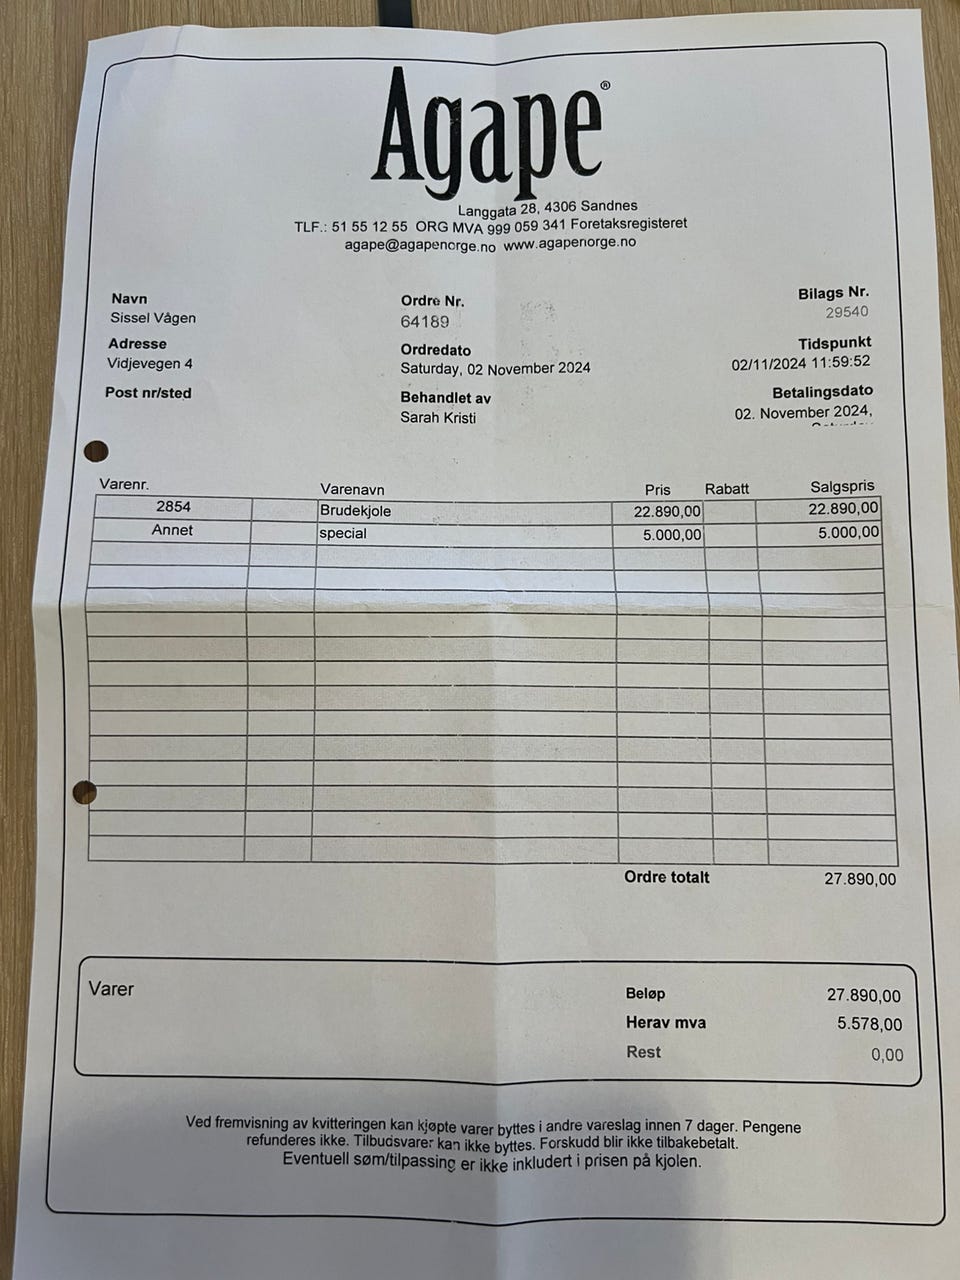 Agape®
Langgata 28, 4306 Sandnes
TLF.: 51 55 12 55 ORG MVA 999 059 341 Foretaksregisteret
agape@agapenorge.no www.agapenorge.no
Navn
Sissel Vågen
Adresse
Vidjevegen 4
Post nr/sted
Ordre Nr.
64189
Ordredato
Saturday, 02 November 2024
Behandlet av
Sarah Kristi
Bilags Nr.
29540
Tidspunkt
02/11/2024 11:59:52
Betalingsdato
02. November 2024,
Varenr. Varenavn Pris Rabatt Salgspris
2854 Brudekjole 22.890,00 22.890,00
Annet special 5.000,00 5.000,00
Ordre totalt 27.890,00
Varer
Beløp 27.890,00
Herav mva 5.578,00
Rest 0,00
Ved fremvisning av kvitteringen kan kjøpte varer byttes i andre vareslag innen 7 dager. Pengene
refunderes ikke. Tilbudsvarer kan ikke byttes. Forskudd blir ikke tilbakebetalt.
Eventuell søm/tilpassing er ikke inkludert i prisen på kjolen.